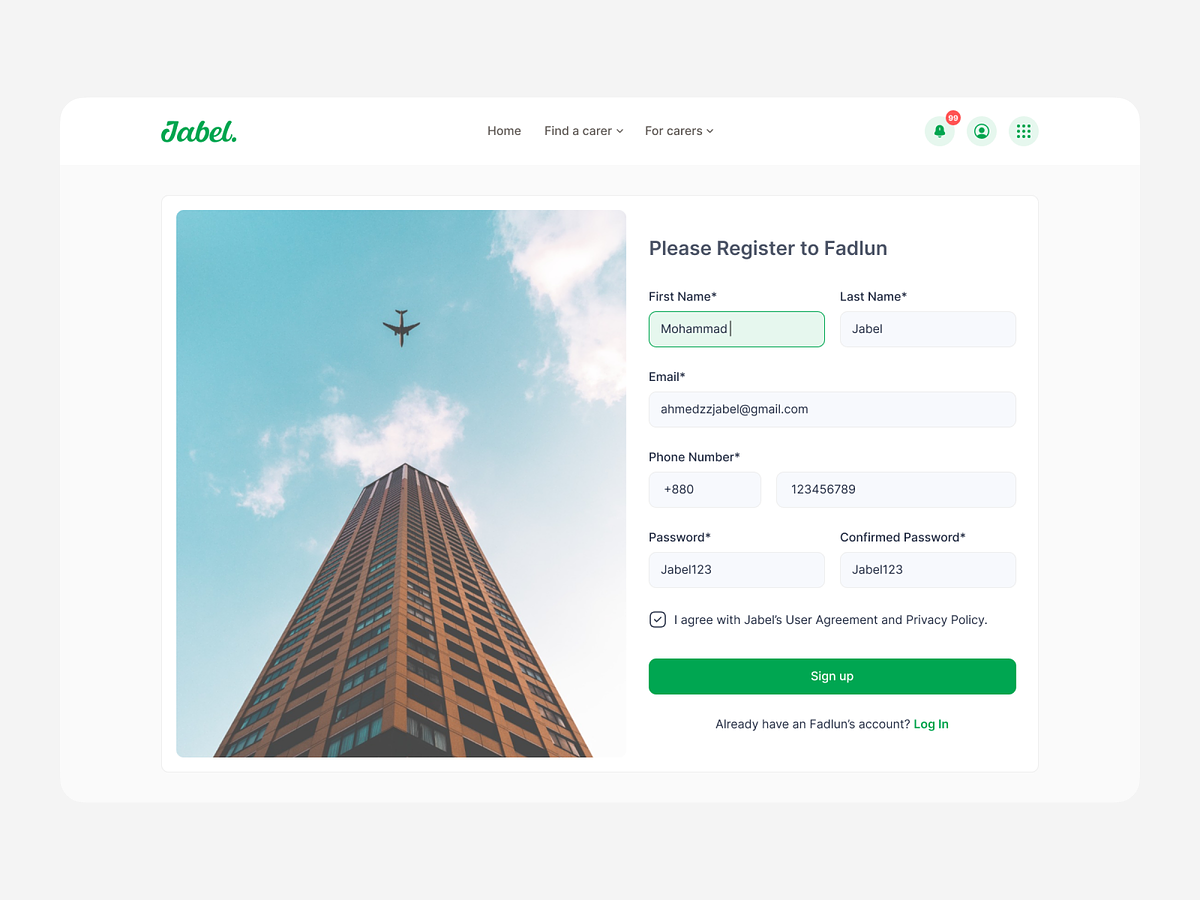 Jabel.
Home Find a carer For carers
99
Please Register to Fadlun
First Name* Last Name*
Mohammad Jabel
Email*
ahmedzzjabel@gmail.com
Phone Number*
+880 123456789
Password* Confirmed Password*
Jabel123 Jabel123
I agree with Jabel’s User Agreement and Privacy Policy.
Sign up
Already have an Fadlun’s account? Log In